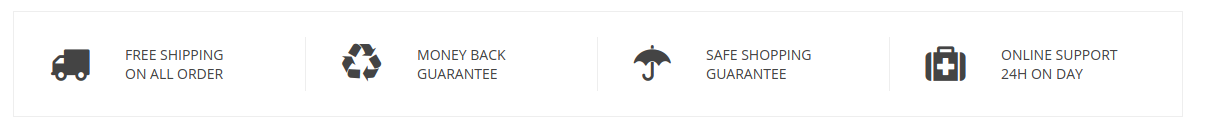 FREE SHIPPING
ON ALL ORDER
MONEY BACK
GUARANTEE
SAFE SHOPPING
GUARANTEE
ONLINE SUPPORT
24H ON DAY